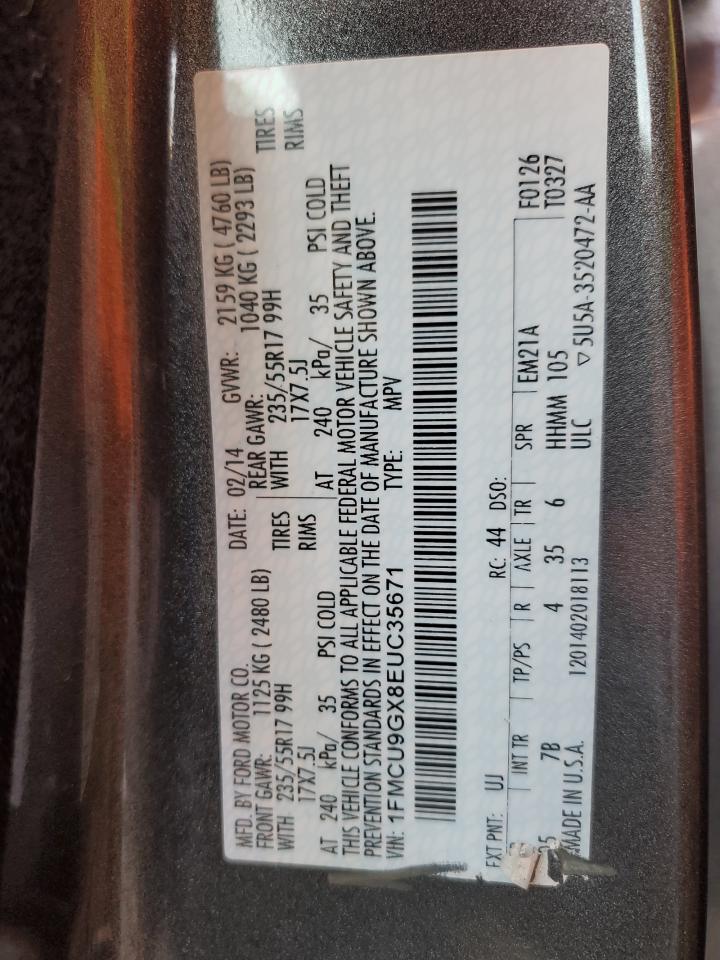 MFD. BY FORD MOTOR CO. DATE: 02/14 GVWR: 2159 KG ( 4760 LB)
FRONT GAWR: 1125 KG ( 2480 LB) REAR GAWR: 1040 KG ( 2293 LB)
WITH 235/55R17 99H TIRES WITH 235/55R17 99H TIRES
17X7.5J RIMS 17X7.5J RIMS
AT 240 kPa/ 35 PSI COLD AT 240 kPa/ 35 PSI COLD
THIS VEHICLE CONFORMS TO ALL APPLICABLE FEDERAL MOTOR VEHICLE SAFETY AND THEFT
PREVENTION STANDARDS IN EFFECT ON THE DATE OF MANUFACTURE SHOWN ABOVE.
VIN: 1FMCU9GX8EUC35671 TYPE: MPV
EXT PNT: UJ RC: 44 DSO:
INT TR TP/PS R AXLE TR SPR EM21A F0126
7B 4 35 6 HHMM 105 T0327
MADE IN U.S.A. 1201402018113 ULC ▽5U5A-3520472-AA